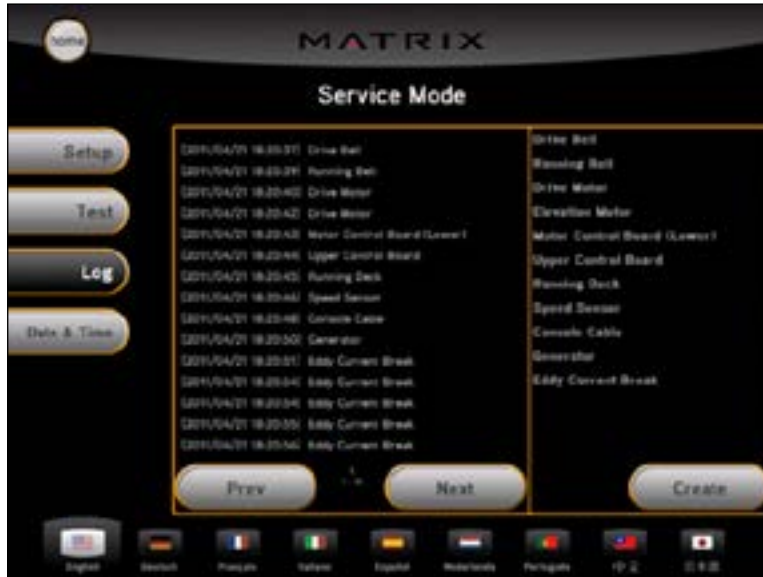 home
MATRIX
Service Mode
Setup
Test
Log
Date & Time
[2011/04/21 18:20:37] Drive Belt
[2011/04/21 18:20:39] Running Belt
[2011/04/21 18:20:40] Drive Motor
[2011/04/21 18:20:42] Drive Motor
[2011/04/21 18:20:43] Motor Control Board (Lower)
[2011/04/21 18:20:44] Upper Control Board
[2011/04/21 18:20:45] Running Deck
[2011/04/21 18:20:46] Speed Sensor
[2011/04/21 18:20:48] Console Cable
[2011/04/21 18:20:50] Generator
[2011/04/21 18:20:51] Eddy Current Break
[2011/04/21 18:20:54] Eddy Current Break
[2011/04/21 18:20:54] Eddy Current Break
[2011/04/21 18:20:55] Eddy Current Break
[2011/04/21 18:20:56] Eddy Current Break
Prev
Next
Drive Belt
Running Belt
Drive Motor
Elevation Motor
Motor Control Board (Lower)
Upper Control Board
Running Deck
Speed Sensor
Console Cable
Generator
Eddy Current Break
Create
English
Deutsch
Français
Italiano
Español
Nederlands
Português
中文
日本語